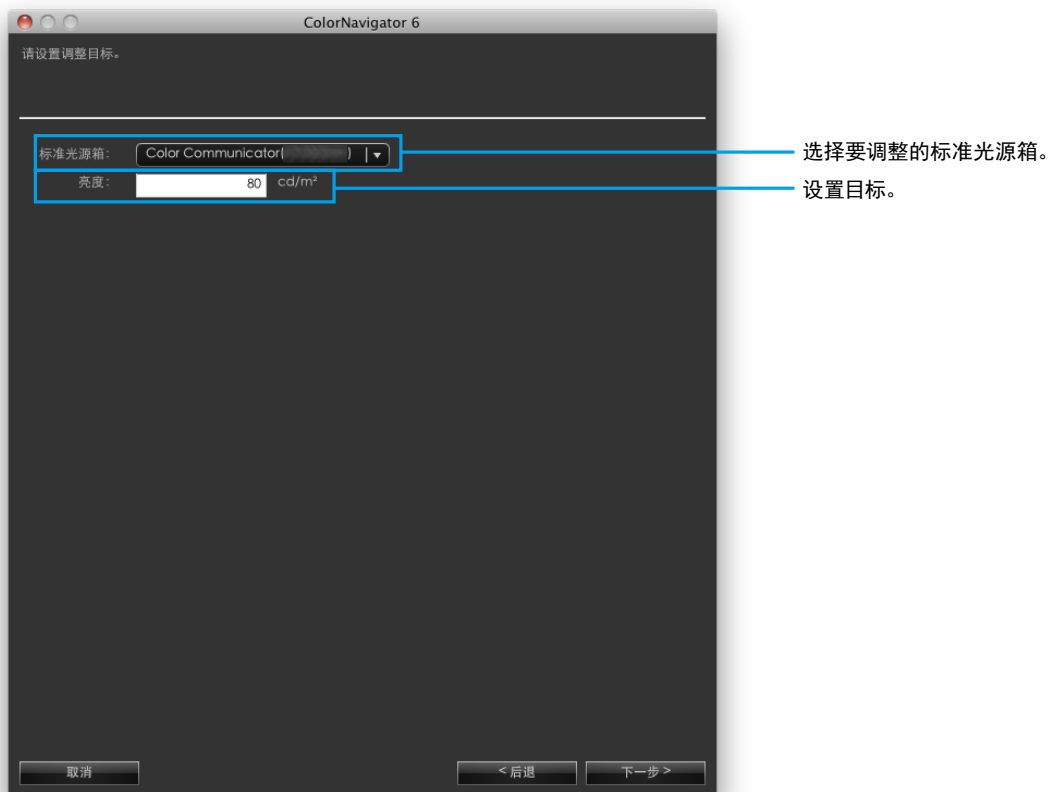 ColorNavigator 6
请设置调整目标。
标准光源箱： Color Communicator( )
选择要调整的标准光源箱。
亮度： 80 cd/m²
设置目标。
取消 <后退 下一步>